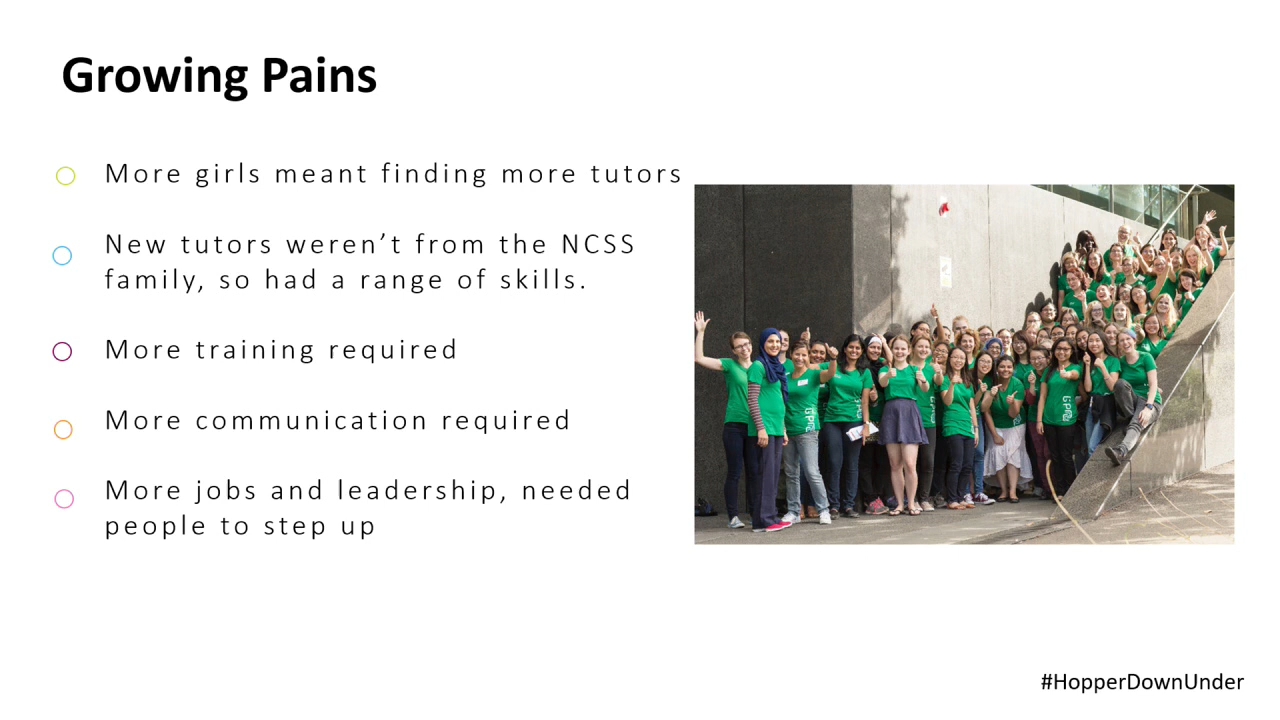 Growing Pains
More girls meant finding more tutors
New tutors weren’t from the NCSS
family, so had a range of skills.
More training required
More communication required
More jobs and leadership, needed
people to step up
#HopperDownUnder